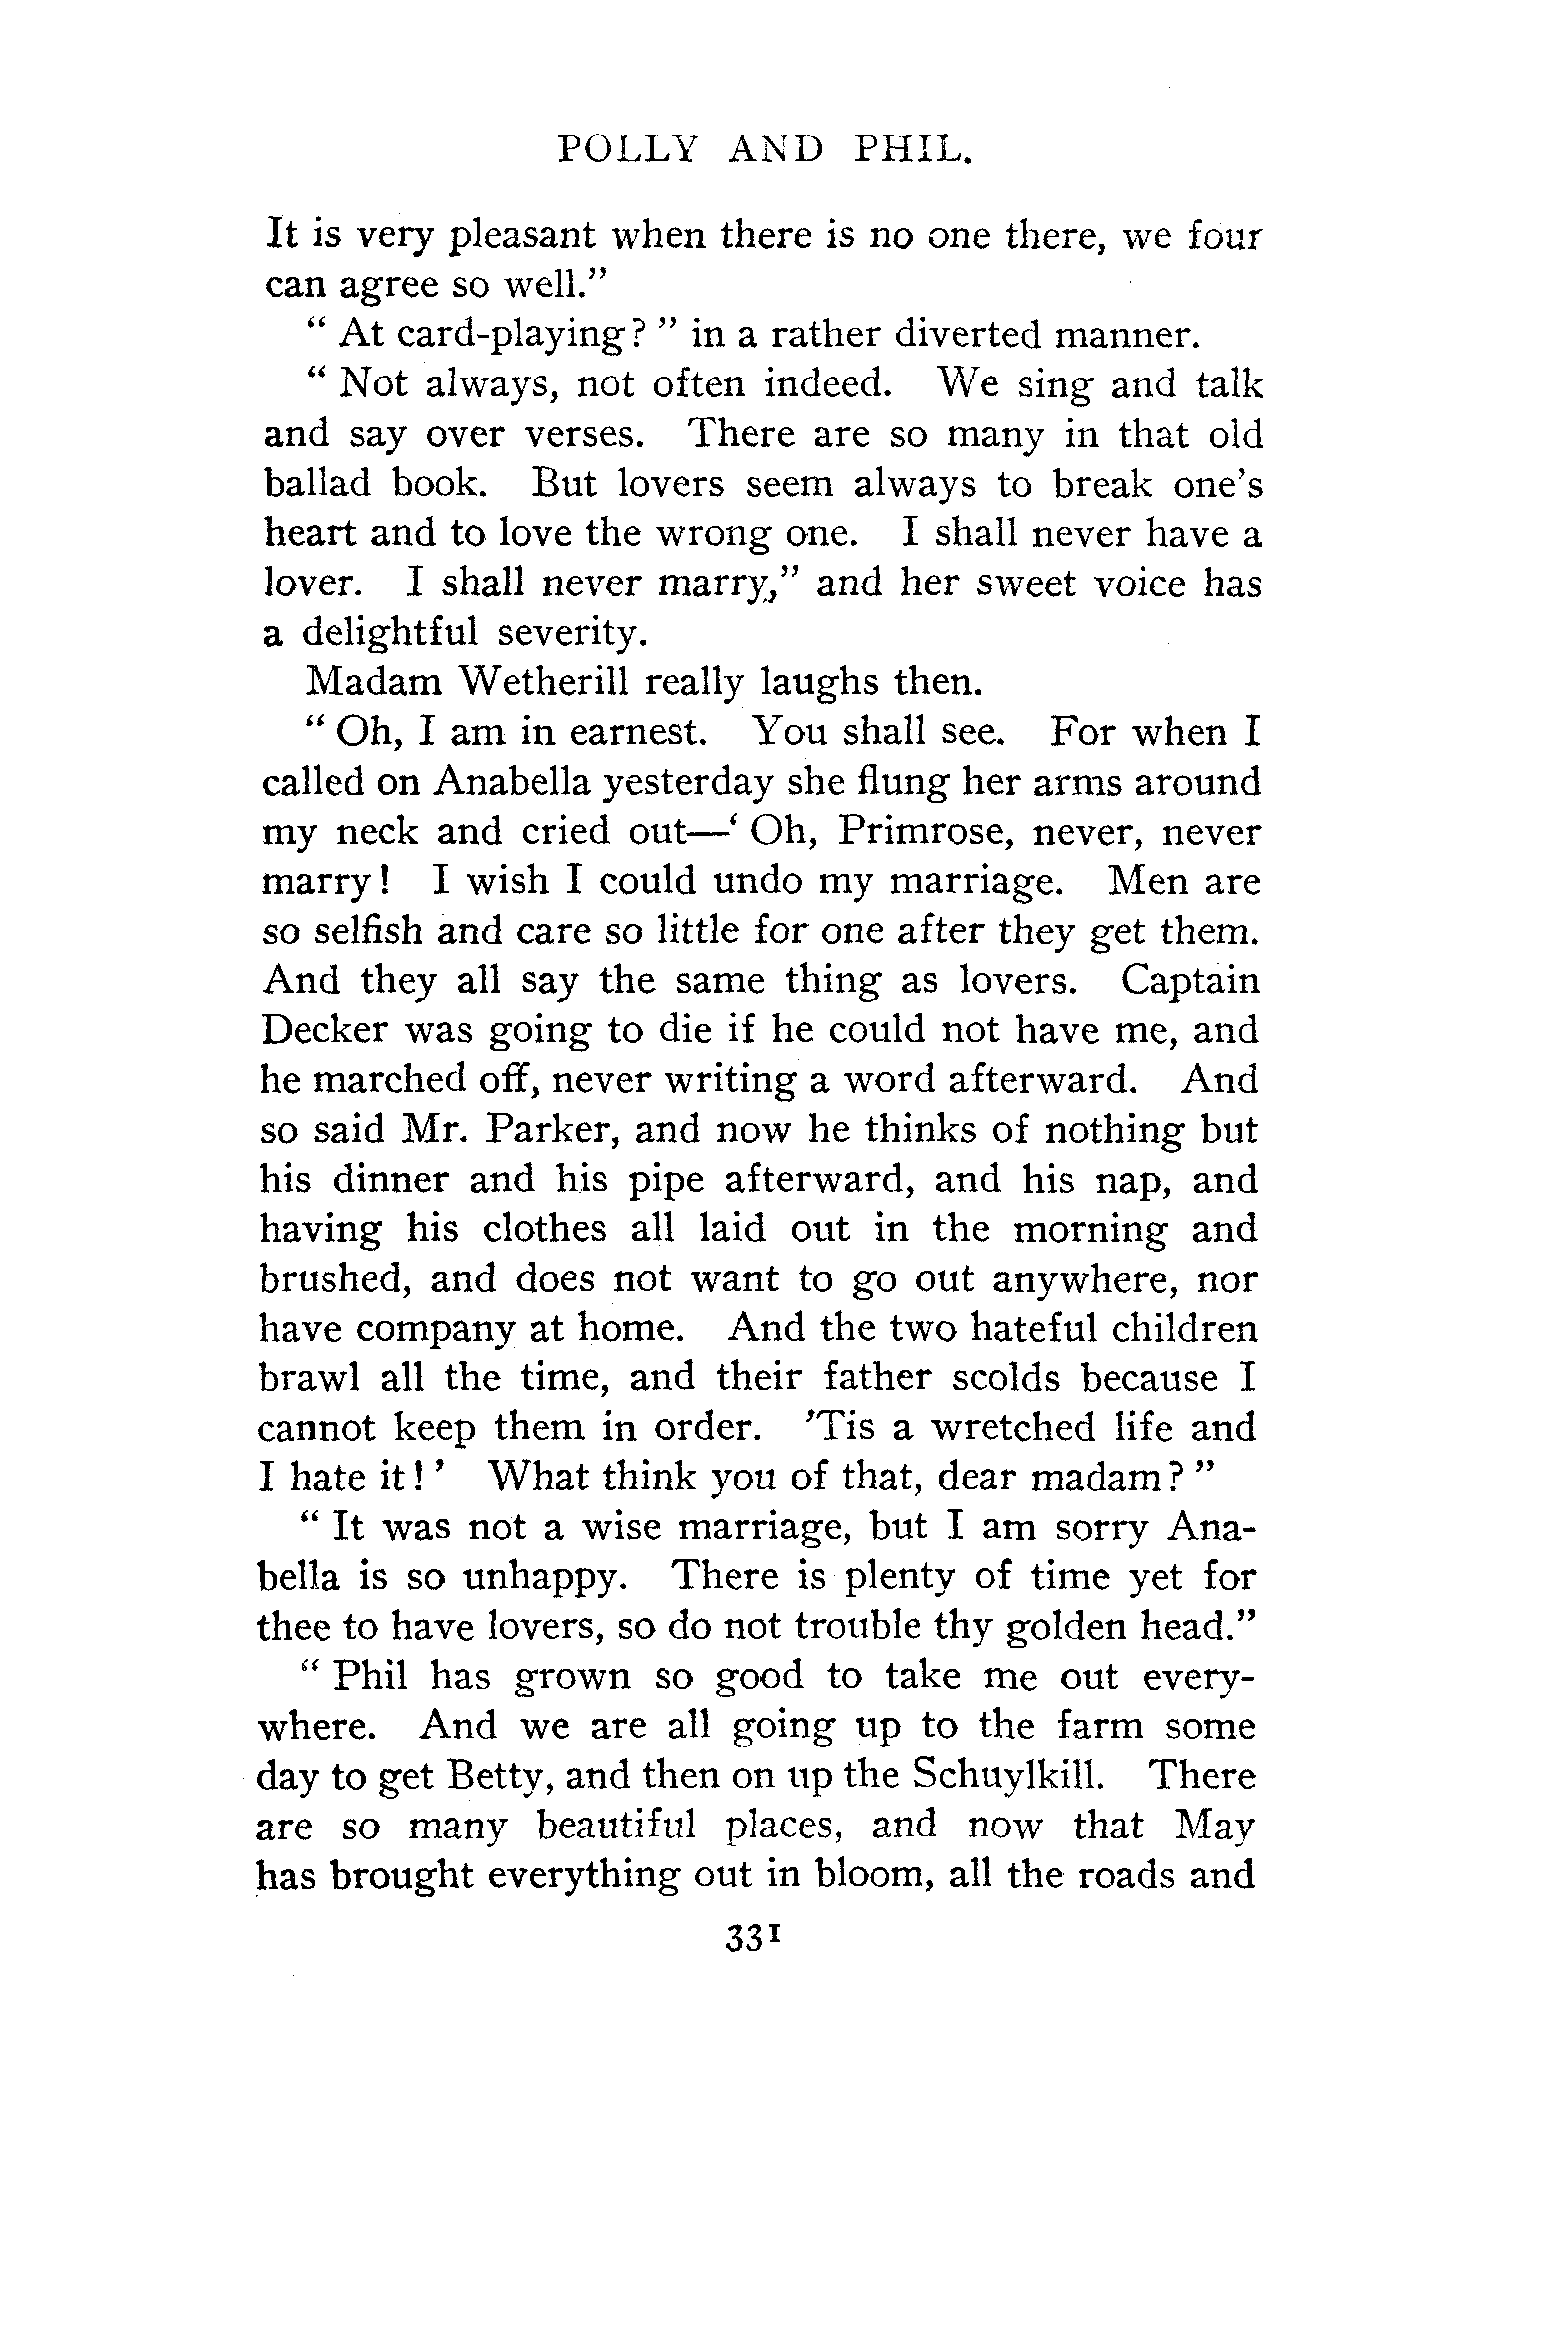 POLLY AND PHIL.
It is very pleasant when there is no one there, we four
can agree so well.”
“ At card-playing? ” in a rather diverted manner.
“ Not always, not often indeed. We sing and talk
and say over verses. There are so many in that old
ballad book. But lovers seem always to break one’s
heart and to love the wrong one. I shall never have a
lover. I shall never marry,” and her sweet voice has
a delightful severity.
Madam Wetherill really laughs then.
“ Oh, I am in earnest. You shall see. For when I
called on Anabella yesterday she flung her arms around
my neck and cried out—‘ Oh, Primrose, never, never
marry! I wish I could undo my marriage. Men are
so selfish and care so little for one after they get them.
And they all say the same thing as lovers. Captain
Decker was going to die if he could not have me, and
he marched off, never writing a word afterward. And
so said Mr. Parker, and now he thinks of nothing but
his dinner and his pipe afterward, and his nap, and
having his clothes all laid out in the morning and
brushed, and does not want to go out anywhere, nor
have company at home. And the two hateful children
brawl all the time, and their father scolds because I
cannot keep them in order. ’Tis a wretched life and
I hate it! ’ What think you of that, dear madam? ”
“ It was not a wise marriage, but I am sorry Ana-
bella is so unhappy. There is plenty of time yet for
thee to have lovers, so do not trouble thy golden head.”
“ Phil has grown so good to take me out every-
where. And we are all going up to the farm some
day to get Betty, and then on up the Schuylkill. There
are so many beautiful places, and now that May
has brought everything out in bloom, all the roads and
331